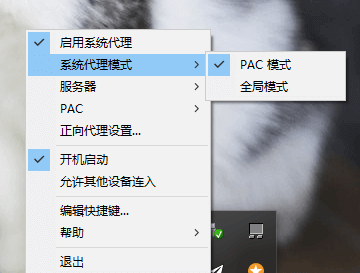 启用系统代理
系统代理模式
PAC 模式
全局模式
服务器
PAC
正向代理设置...
开机启动
允许其他设备连入
编辑快捷键...
帮助
退出